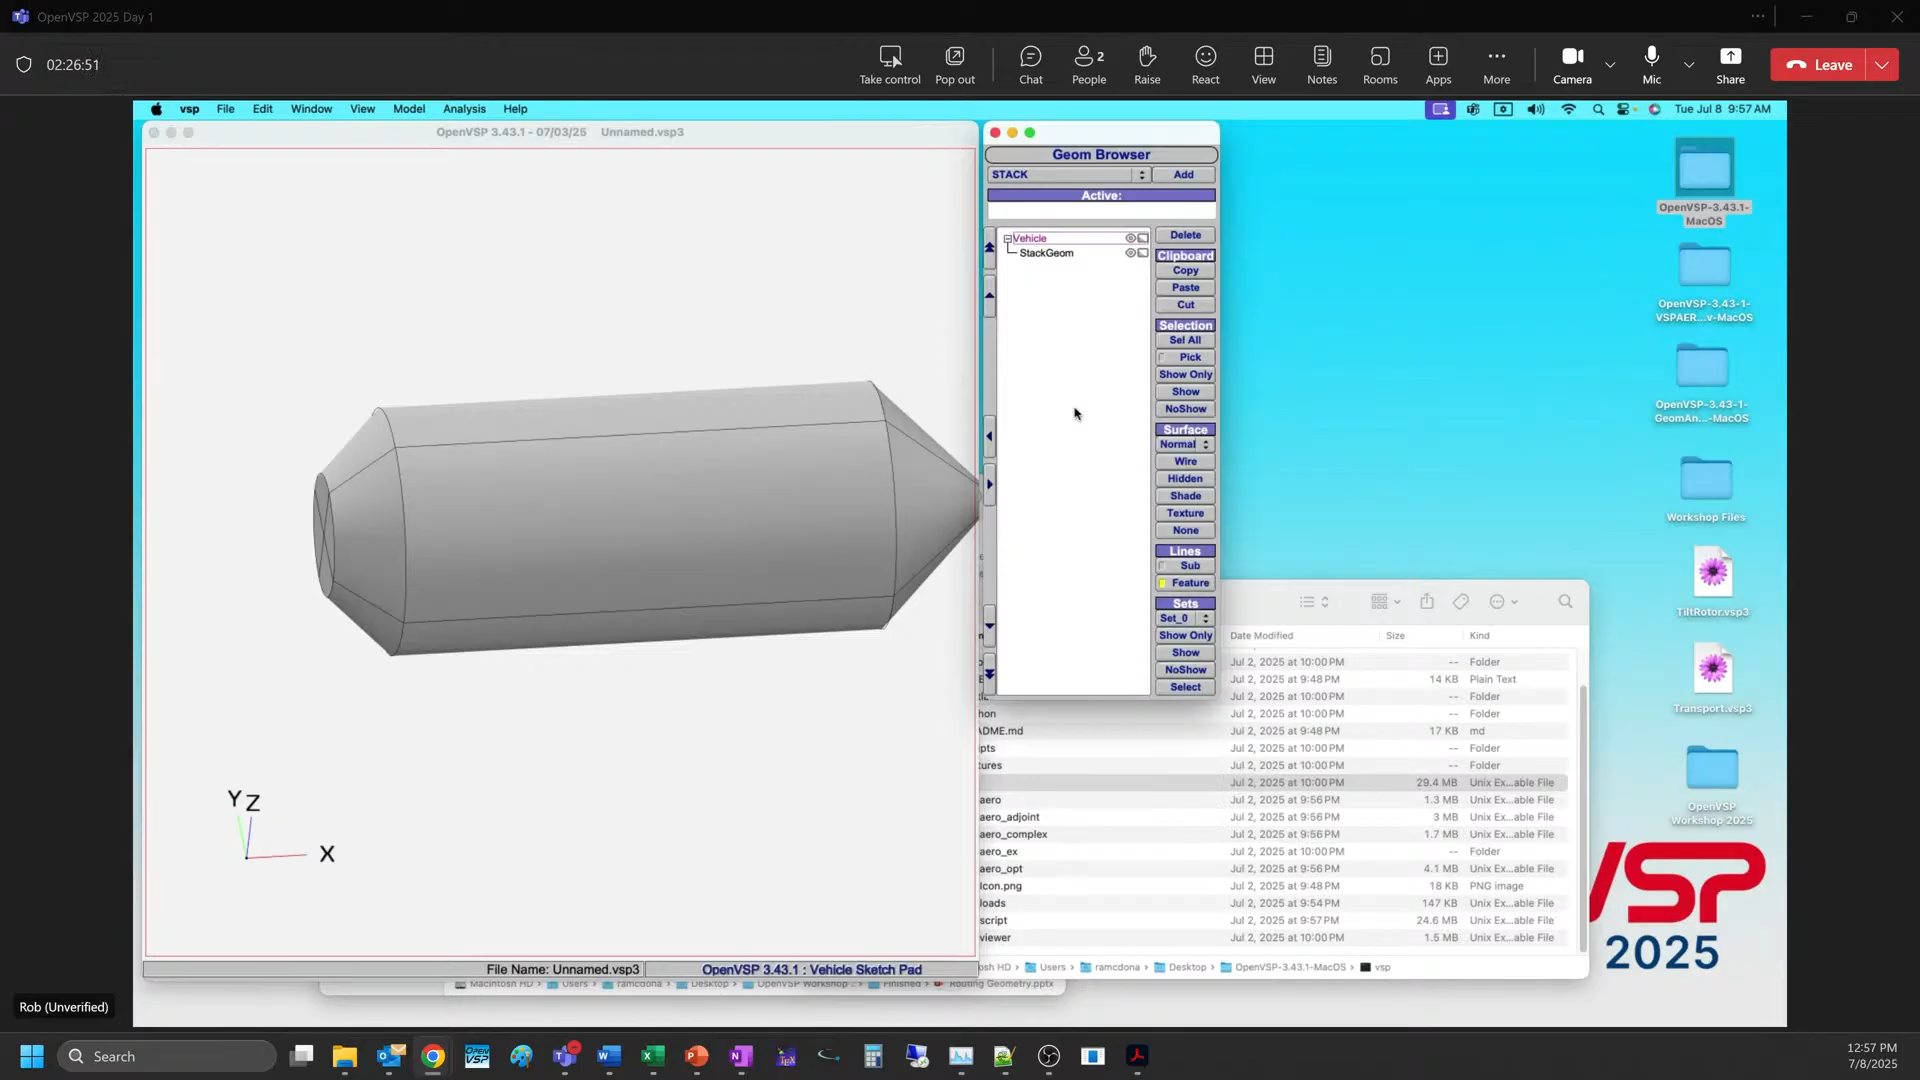 OpenVSP 2025 Day 1
02:26:51
Take control
Pop out
Chat
People
2
Raise
React
View
Notes
Rooms
Apps
More
Camera
Mic
Share
Leave
vsp File Edit Window View Model Analysis Help
Tue Jul 8 9:57 AM
OpenVSP 3.43.1 - 07/03/25 Unnamed.vsp3
Geom Browser
STACK
Add
Active:
Vehicle
StackGeom
Delete
Clipboard
Copy
Paste
Cut
Selection
Sel All
Pick
Show Only
Show
NoShow
Surface
Normal
Wire
Hidden
Shade
Texture
None
Lines
Sub
Feature
Sets
Set_0
Show Only
Show
NoShow
Select
Y Z
X
File Name: Unnamed.vsp3
OpenVSP 3.43.1 : Vehicle Sketch Pad
OpenVSP-3.43.1-
MacOS
OpenVSP-3.43-1-
VSPAER...v-MacOS
OpenVSP-3.43-1-
GeomAn...-MacOS
Workshop Files
TiltRotor.vsp3
Transport.vsp3
OpenVSP
Workshop 2025
Date Modified Size Kind
Jul 2, 2025 at 10:00 PM -- Folder
Jul 2, 2025 at 9:48 PM 14 KB Plain Text
Jul 2, 2025 at 10:00 PM -- Folder
hon Jul 2, 2025 at 10:00 PM -- Folder
DME.md Jul 2, 2025 at 9:48 PM 17 KB md
ipts Jul 2, 2025 at 10:00 PM -- Folder
tures Jul 2, 2025 at 10:00 PM -- Folder
Jul 2, 2025 at 10:00 PM 29.4 MB Unix Ex...able File
aero Jul 2, 2025 at 9:56 PM 1.3 MB Unix Ex...able File
aero_adjoint Jul 2, 2025 at 9:56 PM 3 MB Unix Ex...able File
aero_complex Jul 2, 2025 at 9:56 PM 1.7 MB Unix Ex...able File
aero_ex Jul 2, 2025 at 10:00 PM -- Folder
aero_opt Jul 2, 2025 at 9:56 PM 4.1 MB Unix Ex...able File
Icon.png Jul 2, 2025 at 9:48 PM 18 KB PNG image
loads Jul 2, 2025 at 9:54 PM 147 KB Unix Ex...able File
script Jul 2, 2025 at 9:57 PM 24.6 MB Unix Ex...able File
viewer Jul 2, 2025 at 10:00 PM 1.5 MB Unix Ex...able File
osh HD › Users › ramcdona › Desktop › OpenVSP-3.43.1-MacOS › vsp
Macintosh HD › Users › ramcdona › Desktop › OpenVSP Workshop ... › Finished › Routing Geometry.pptx
VSP
2025
Rob (Unverified)
Search
12:57 PM
7/8/2025